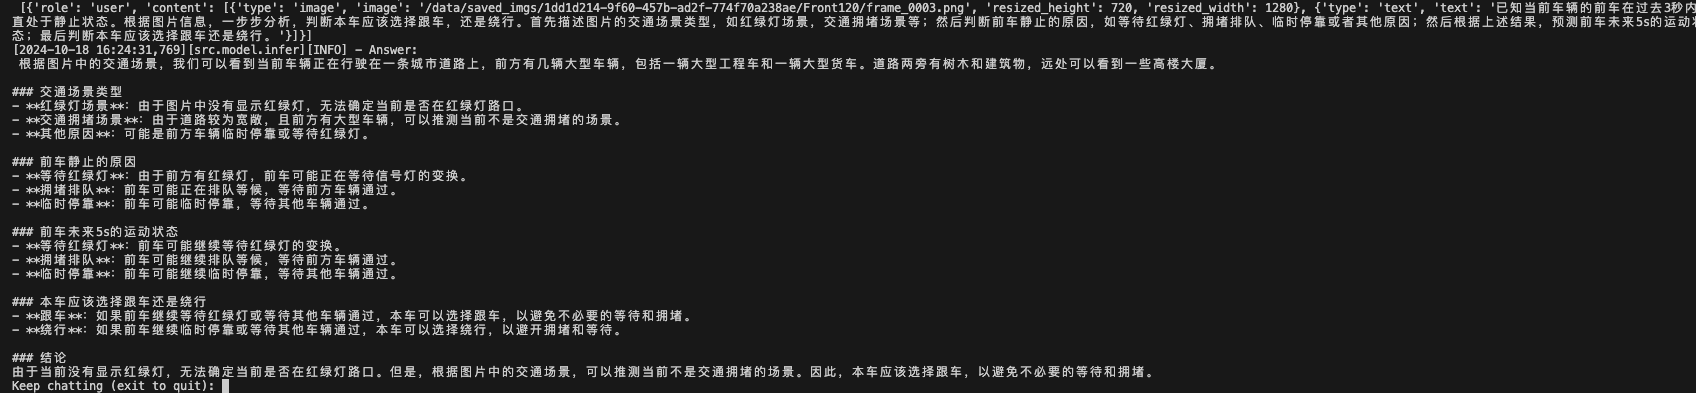 [{'role': 'user', 'content': [{'type': 'image', 'image': '/data/saved_imgs/1dd1d214-9f60-457b-ad2f-774f70a238ae/Front120/frame_0003.png', 'resized_height': 720, 'resized_width': 1280}, {'type': 'text', 'text': '已知当前车辆的前车在过去3秒内
直处于静止状态。根据图片信息，一步步分析，判断本车应该选择跟车，还是绕行。首先描述图片的交通场景类型，如红绿灯场景，交通拥堵场景等；然后判断前车静止的原因，如等待红绿灯、拥堵排队、临时停靠或者其他原因；然后根据上述结果，预测前车未来5s的运动状
态；最后判断本车应该选择跟车还是绕行。'}]}]
[2024-10-18 16:24:31,769][src.model.infer][INFO] - Answer:
根据图片中的交通场景，我们可以看到当前车辆正在行驶在一条城市道路上，前方有几辆大型车辆，包括一辆大型工程车和一辆大型货车。道路两旁有树木和建筑物，远处可以看到一些高楼大厦。
### 交通场景类型
- **红绿灯场景**: 由于图片中没有显示红绿灯，无法确定当前是否在红绿灯路口。
- **交通拥堵场景**: 由于道路较为宽敞，且前方有大型车辆，可以推测当前不是交通拥堵的场景。
- **其他原因**: 可能是前方车辆临时停靠或等待红绿灯。
### 前车静止的原因
- **等待红绿灯**: 由于前方有红绿灯，前车可能正在等待信号灯的变换。
- **拥堵排队**: 前车可能正在排队等候，等待前方车辆通过。
- **临时停靠**: 前车可能临时停靠，等待其他车辆通过。
### 前车未来5s的运动状态
- **等待红绿灯**: 前车可能继续等待红绿灯的变换。
- **拥堵排队**: 前车可能继续排队等候，等待前方车辆通过。
- **临时停靠**: 前车可能继续临时停靠，等待其他车辆通过。
### 本车应该选择跟车还是绕行
- **跟车**: 如果前车继续等待红绿灯或等待其他车辆通过，本车可以选择跟车，以避免不必要的等待和拥堵。
- **绕行**: 如果前车继续临时停靠或等待其他车辆通过，本车可以选择绕行，以避开拥堵和等待。
### 结论
由于当前没有显示红绿灯，无法确定当前是否在红绿灯路口。但是，根据图片中的交通场景，可以推测当前不是交通拥堵的场景。因此，本车应该选择跟车，以避免不必要的等待和拥堵。
Keep chatting (exit to quit):